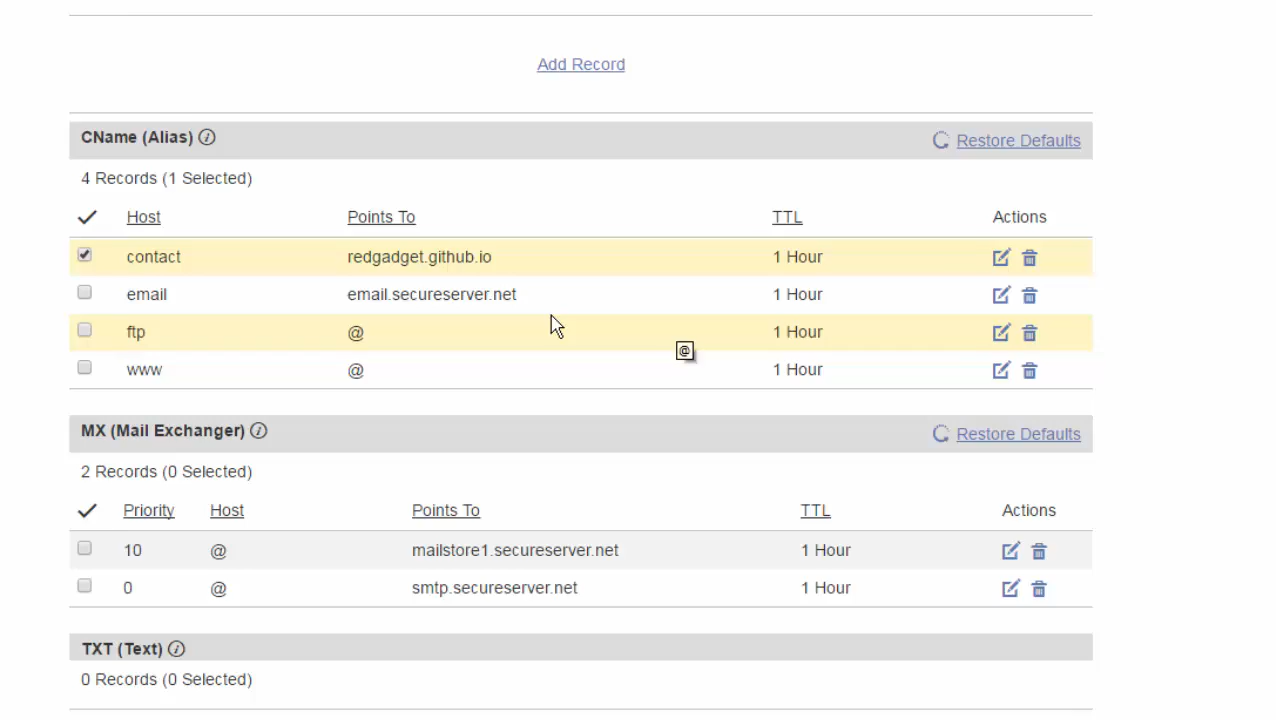 Add Record
CName (Alias) i Restore Defaults
4 Records (1 Selected)
Host Points To TTL Actions
contact redgadget.github.io 1 Hour
email email.secureserver.net 1 Hour
ftp @ 1 Hour
@
www @ 1 Hour
MX (Mail Exchanger) i Restore Defaults
2 Records (0 Selected)
Priority Host Points To TTL Actions
10 @ mailstore1.secureserver.net 1 Hour
0 @ smtp.secureserver.net 1 Hour
TXT (Text) i
0 Records (0 Selected)